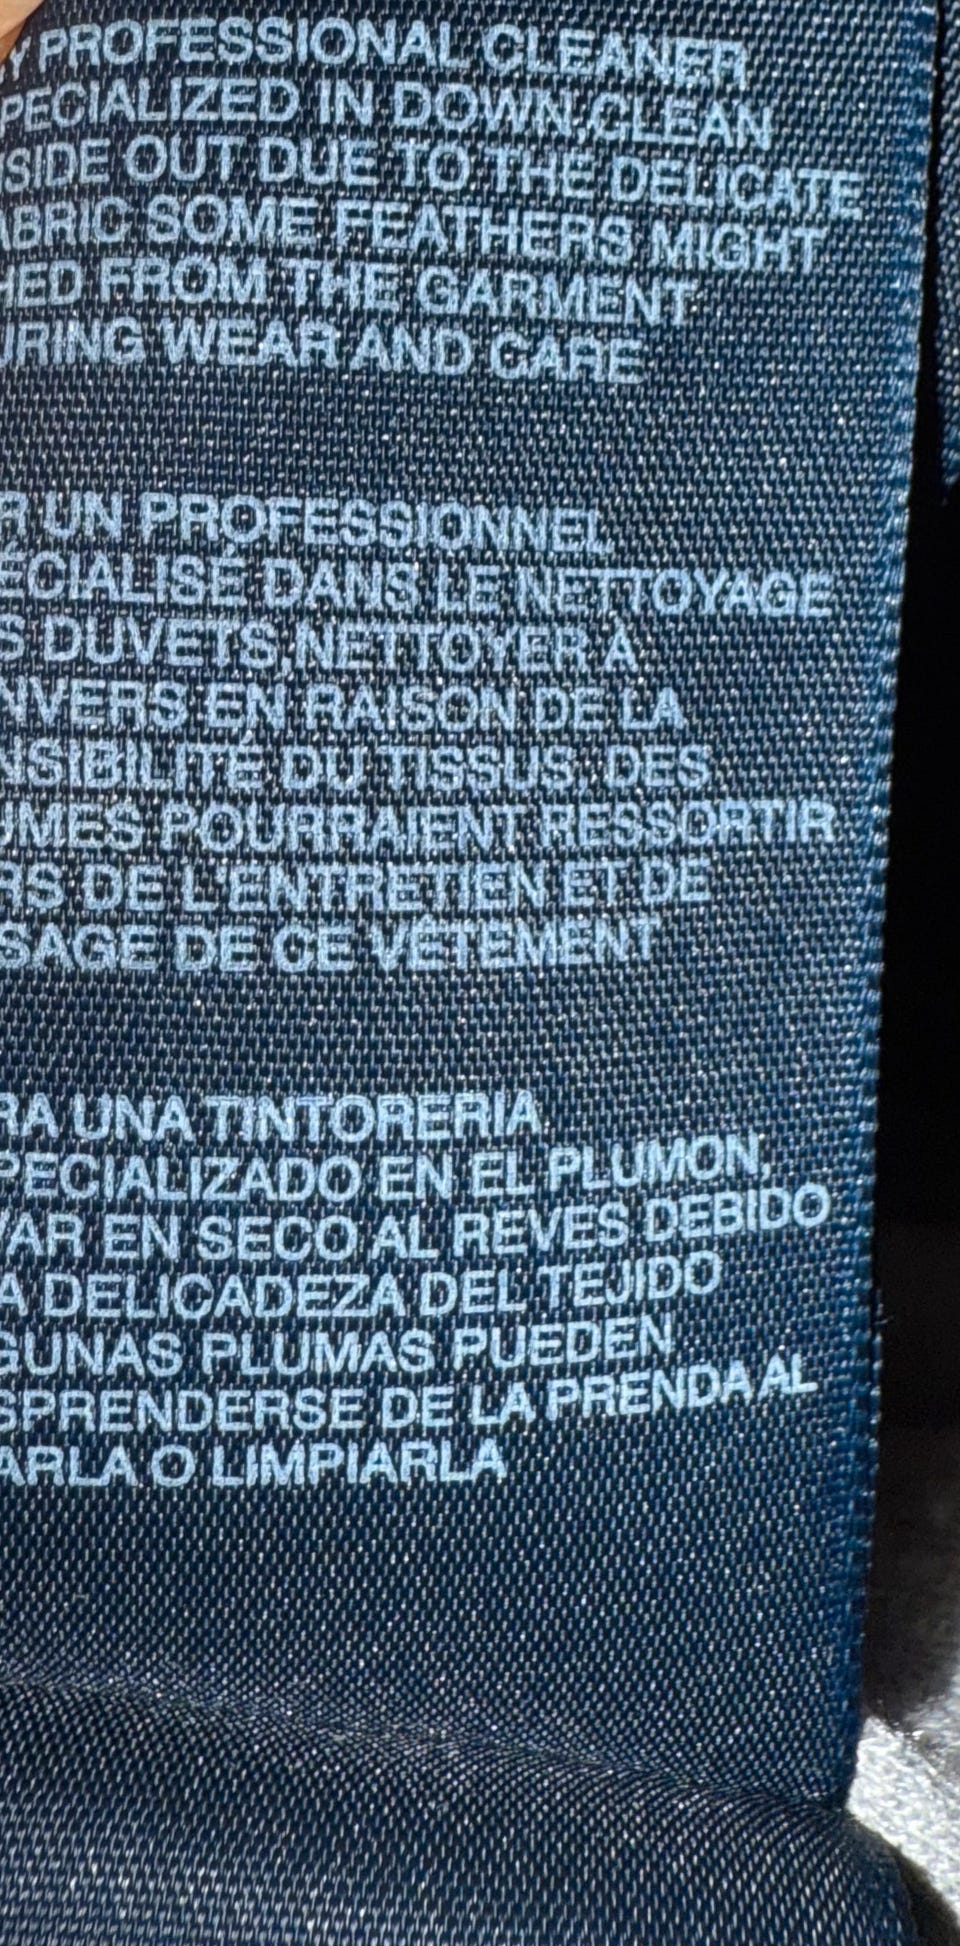 Y PROFESSIONAL CLEANER
PECIALIZED IN DOWN,CLEAN
SIDE OUT DUE TO THE DELICATE
ABRIC SOME FEATHERS MIGHT
ED FROM THE GARMENT
URING WEAR AND CARE
R UN PROFESSIONNEL
ÉCIALISÉ DANS LE NETTOYAGE
S DUVETS,NETTOYER À
NVERS EN RAISON DE LA
NSIBILITÉ DU TISSUS, DES
UMES POURRAIENT RESSORTIR
RS DE L'ENTRETIEN ET DE
SAGE DE CE VÊTEMENT
RA UNA TINTORERIA
PECIALIZADO EN EL PLUMON,
VAR EN SECO AL REVES DEBIDO
A DELICADEZA DEL TEJIDO
GUNAS PLUMAS PUEDEN
SPRENDERSE DE LA PRENDA AL
ARLA O LIMPIARLA